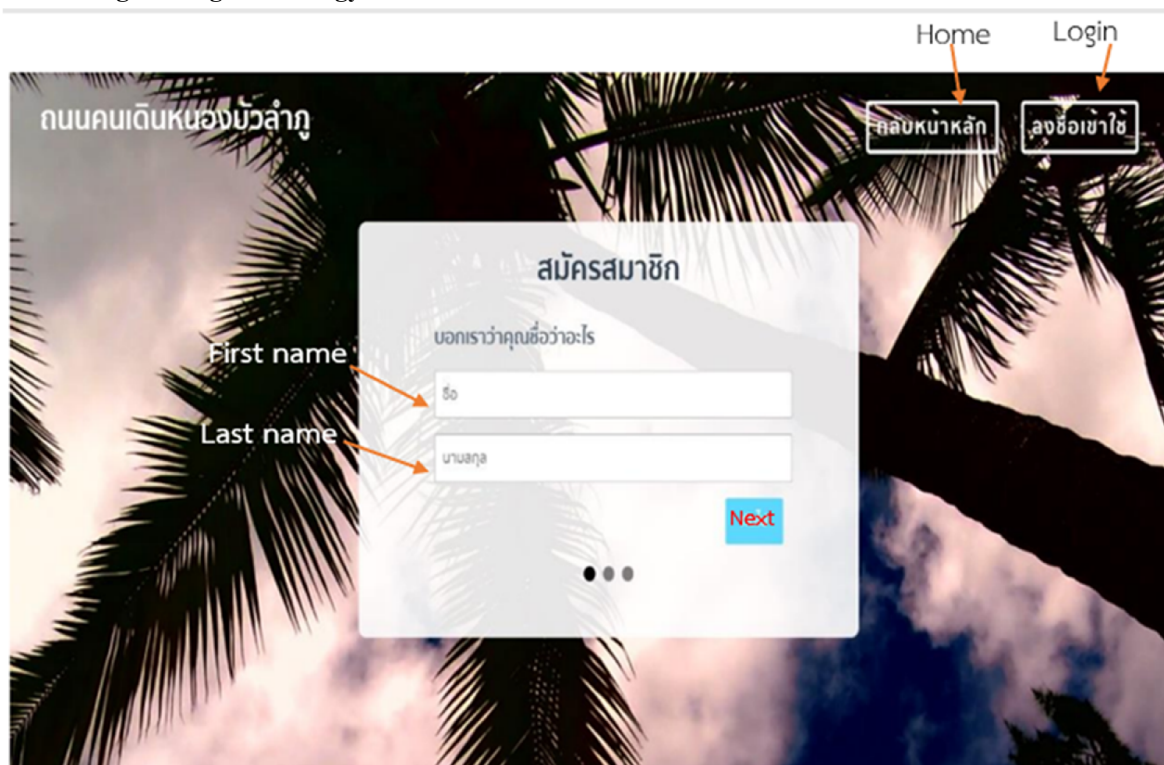 Home Login
ถนนคนเดินหนองบัวลำภู
กลับหน้าหลัก
ลงชื่อเข้าใช้
สมัครสมาชิก
บอกเราว่าคุณชื่อว่าอะไร
First name
ชื่อ
Last name
นามสกุล
Next